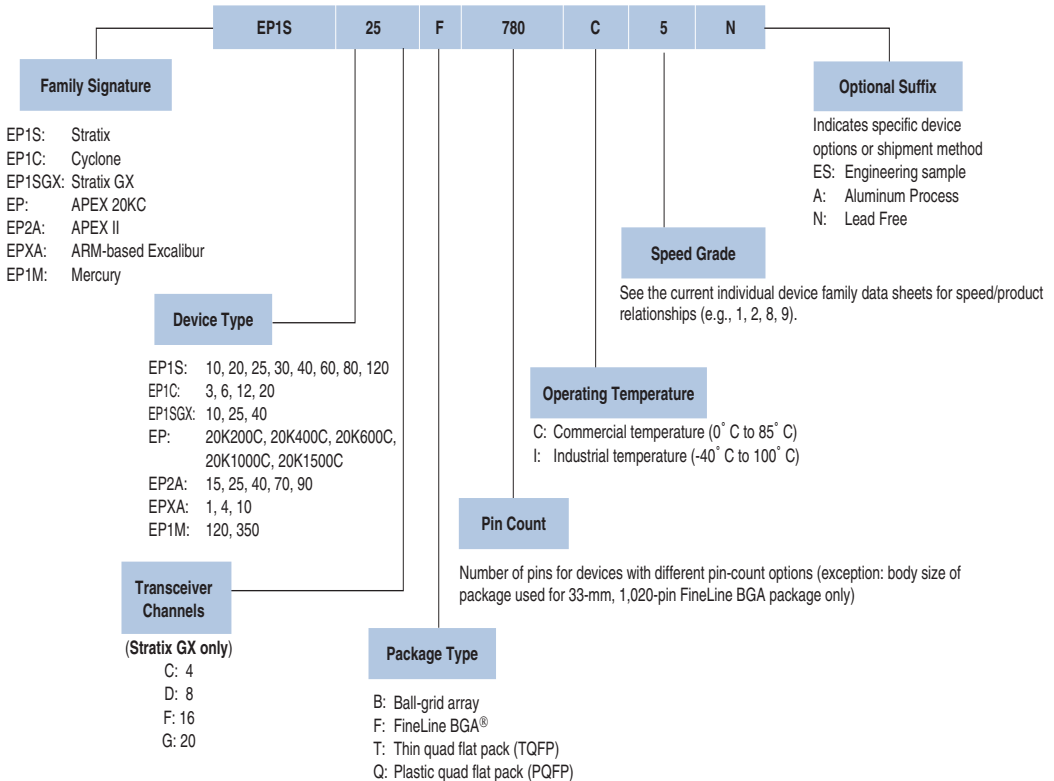 EP1S 25 F 780 C 5 N
Family Signature
EP1S: Stratix
EP1C: Cyclone
EP1SGX: Stratix GX
EP: APEX 20KC
EP2A: APEX II
EPXA: ARM-based Excalibur
EP1M: Mercury
Optional Suffix
Indicates specific device
options or shipment method
ES: Engineering sample
A: Aluminum Process
N: Lead Free
Speed Grade
See the current individual device family data sheets for speed/product
relationships (e.g., 1, 2, 8, 9).
Device Type
EP1S: 10, 20, 25, 30, 40, 60, 80, 120
EP1C: 3, 6, 12, 20
EP1SGX: 10, 25, 40
EP: 20K200C, 20K400C, 20K600C,
20K1000C, 20K1500C
EP2A: 15, 25, 40, 70, 90
EPXA: 1, 4, 10
EP1M: 120, 350
Operating Temperature
C: Commercial temperature (0˚ C to 85˚ C)
I: Industrial temperature (-40˚ C to 100˚ C)
Pin Count
Number of pins for devices with different pin-count options (exception: body size of
package used for 33-mm, 1,020-pin FineLine BGA package only)
Transceiver
Channels
(Stratix GX only)
C: 4
D: 8
F: 16
G: 20
Package Type
B: Ball-grid array
F: FineLine BGA®
T: Thin quad flat pack (TQFP)
Q: Plastic quad flat pack (PQFP)